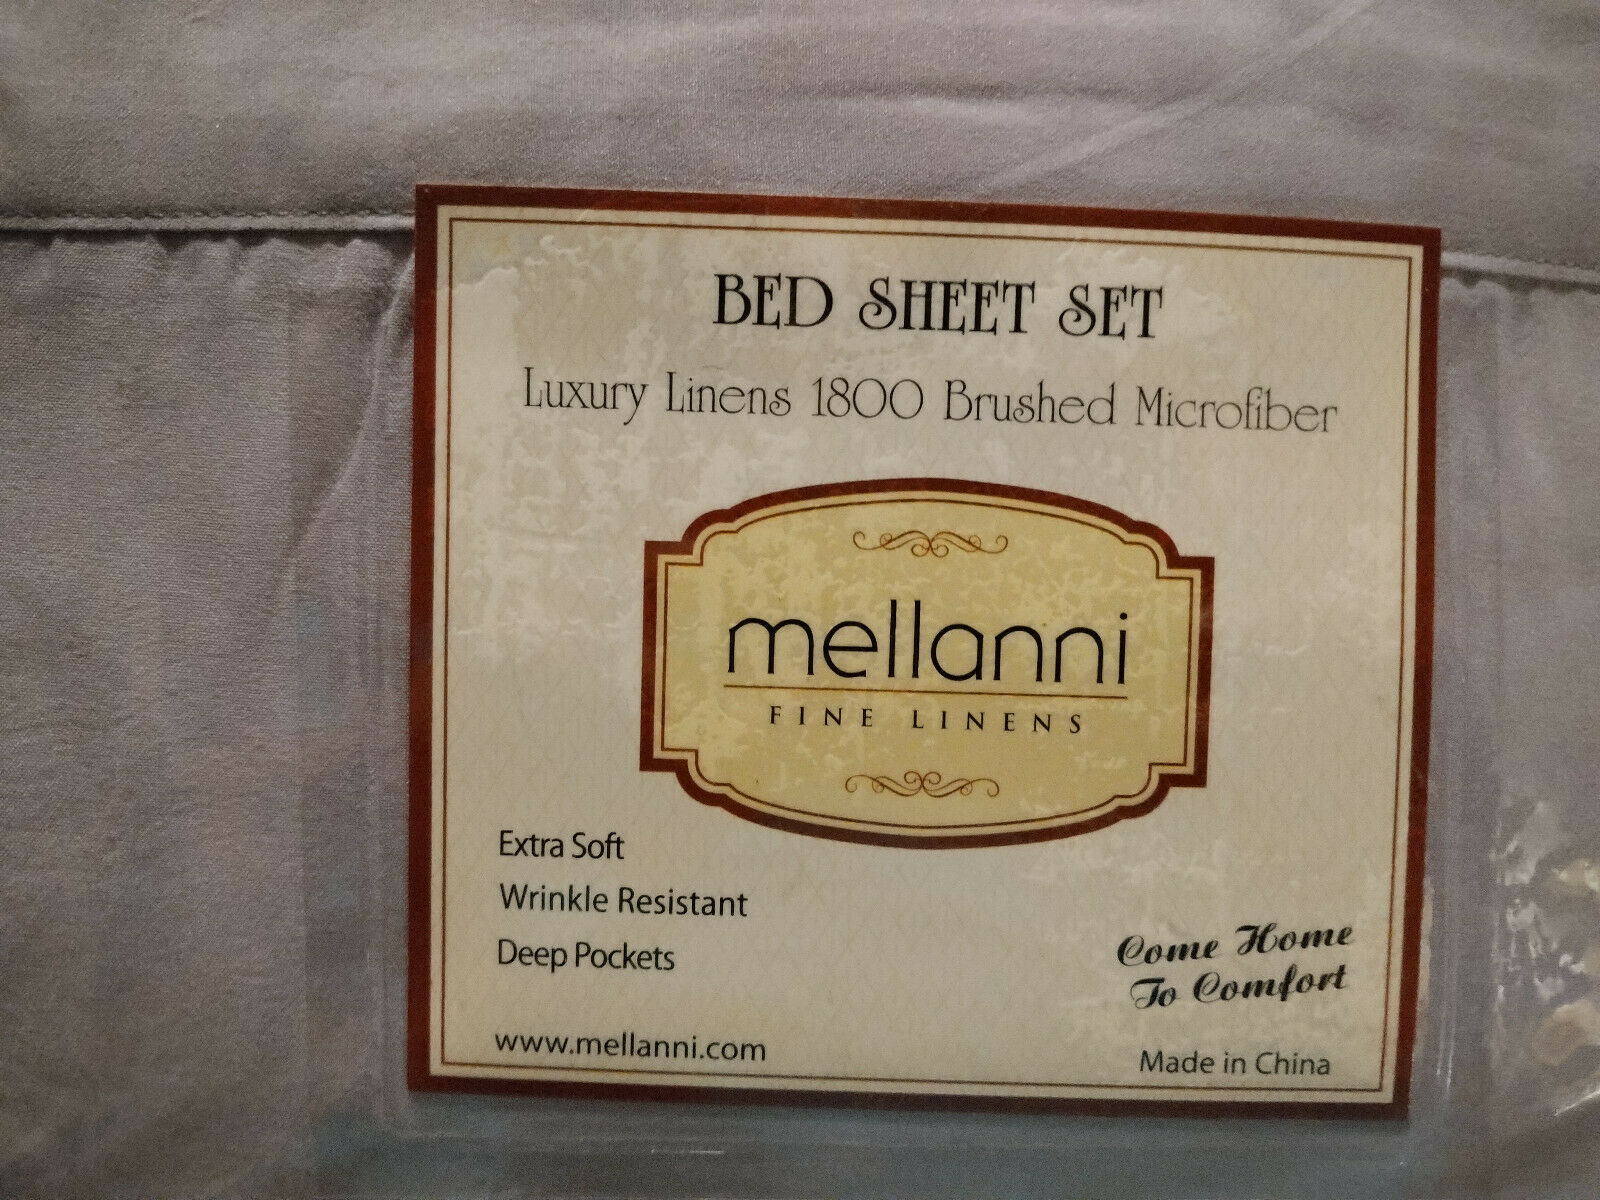 BED SHEET SET
Luxury Linens 1800 Brushed Microfiber
mellanni
FINE LINENS
Extra Soft
Wrinkle Resistant
Deep Pockets
Come Home
To Comfort
www.mellanni.com
Made in China